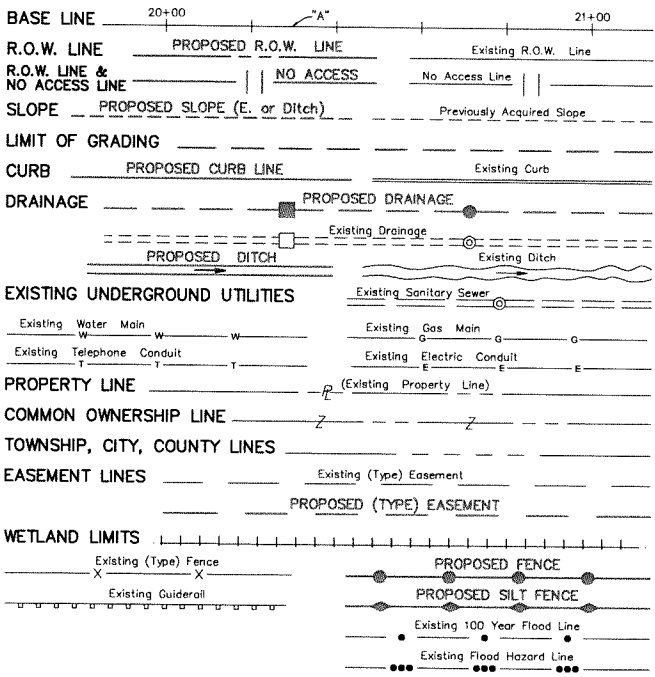 BASE LINE 20+00 "A" 21+00
R.O.W. LINE PROPOSED R.O.W. LINE Existing R.O.W. Line
R.O.W. LINE &
NO ACCESS LINE NO ACCESS No Access Line
SLOPE PROPOSED SLOPE (E. or Ditch) Previously Acquired Slope
LIMIT OF GRADING
CURB PROPOSED CURB LINE Existing Curb
DRAINAGE PROPOSED DRAINAGE
Existing Drainage
PROPOSED DITCH Existing Ditch
EXISTING UNDERGROUND UTILITIES Existing Sanitary Sewer
Existing Water Main Existing Gas Main
W W W G G G
Existing Telephone Conduit Existing Electric Conduit
T T T E E E
PROPERTY LINE PL (Existing Property Line)
COMMON OWNERSHIP LINE Z Z
TOWNSHIP, CITY, COUNTY LINES
EASEMENT LINES Existing (Type) Easement
PROPOSED (TYPE) EASEMENT
WETLAND LIMITS
Existing (Type) Fence PROPOSED FENCE
X X
Existing Guiderail PROPOSED SILT FENCE
Existing 100 Year Flood Line
Existing Flood Hazard Line